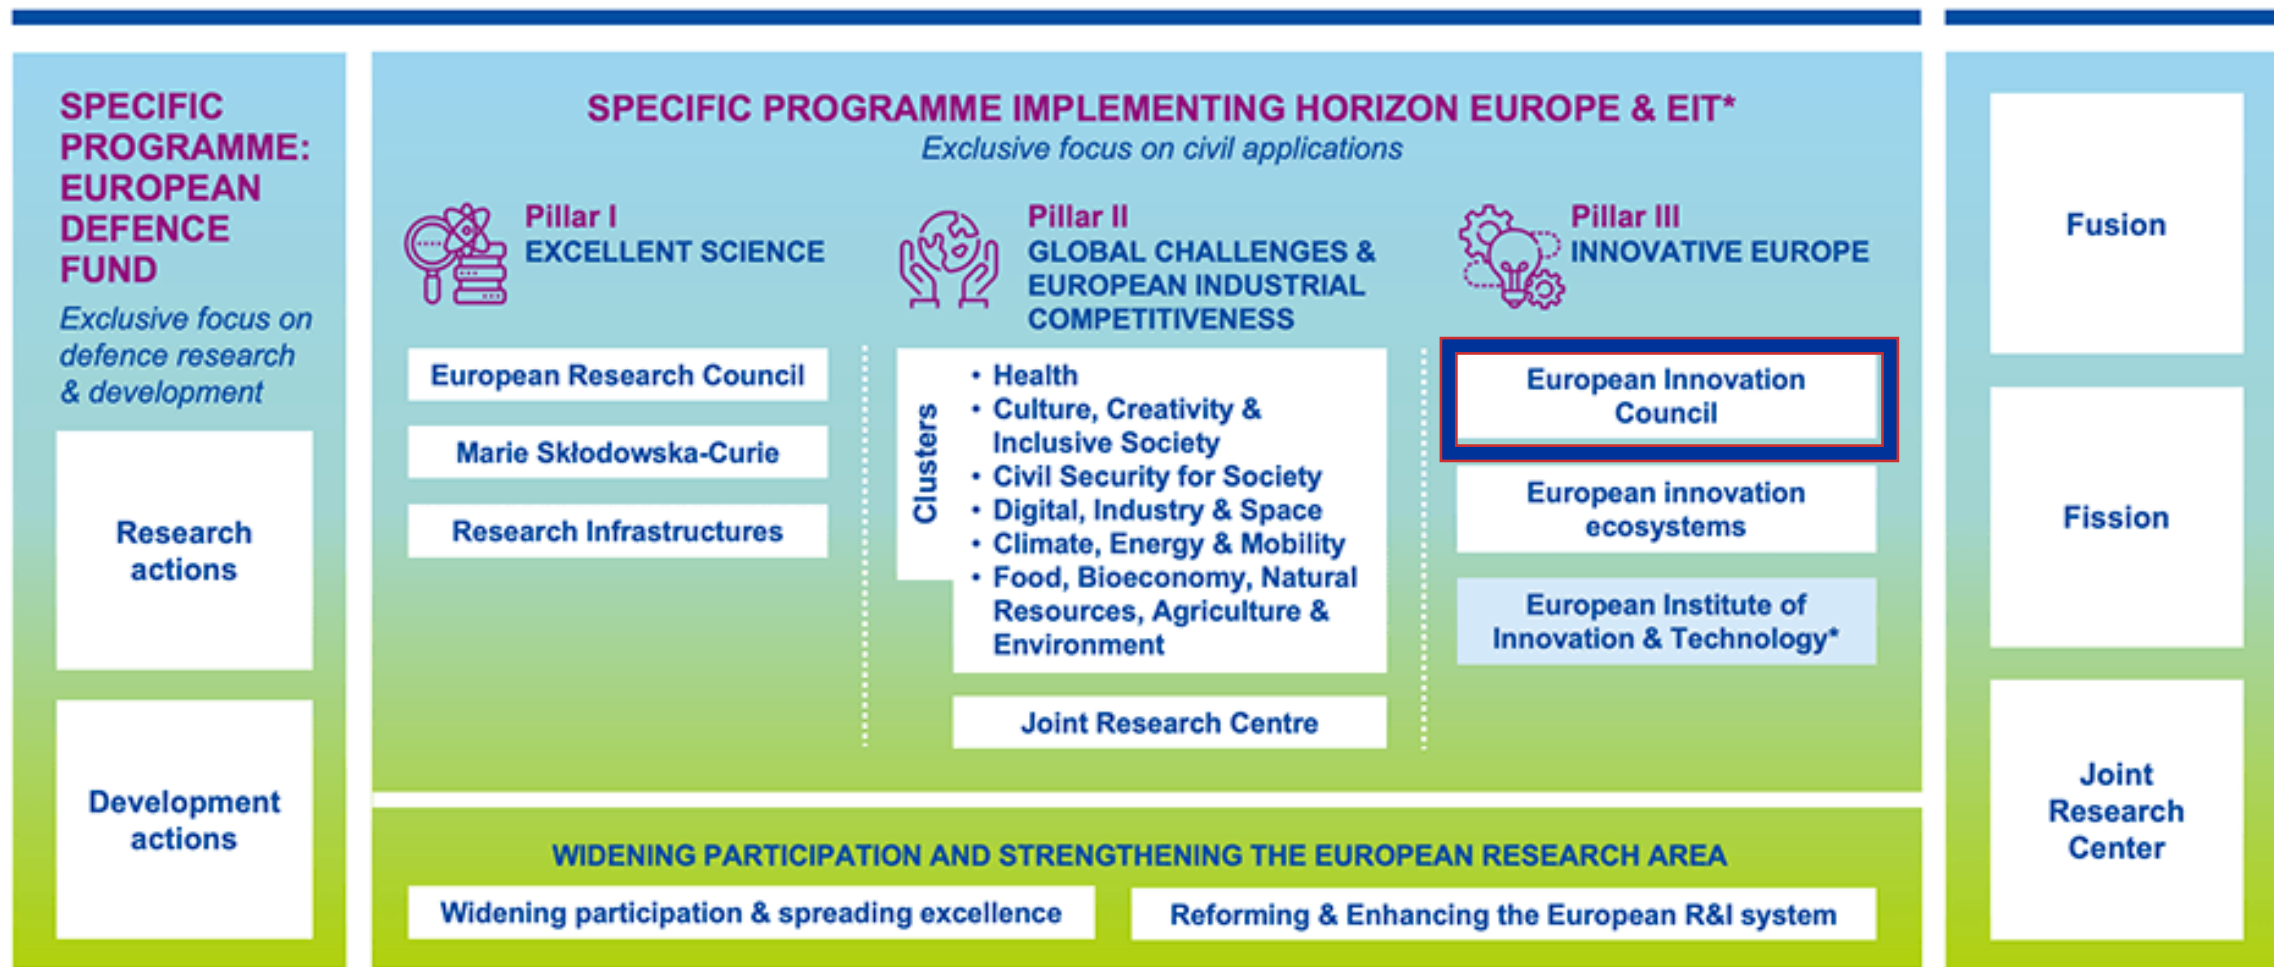 SPECIFIC
PROGRAMME:
EUROPEAN
DEFENCE
FUND
Exclusive focus on
defence research
& development
Research
actions
Development
actions
SPECIFIC PROGRAMME IMPLEMENTING HORIZON EUROPE & EIT*
Exclusive focus on civil applications
Pillar I
EXCELLENT SCIENCE
European Research Council
Marie Skłodowska-Curie
Research Infrastructures
Pillar II
GLOBAL CHALLENGES &
EUROPEAN INDUSTRIAL
COMPETITIVENESS
Clusters
• Health
• Culture, Creativity &
Inclusive Society
• Civil Security for Society
• Digital, Industry & Space
• Climate, Energy & Mobility
• Food, Bioeconomy, Natural
Resources, Agriculture &
Environment
Joint Research Centre
Pillar III
INNOVATIVE EUROPE
European Innovation
Council
European innovation
ecosystems
European Institute of
Innovation & Technology*
WIDENING PARTICIPATION AND STRENGTHENING THE EUROPEAN RESEARCH AREA
Widening participation & spreading excellence
Reforming & Enhancing the European R&I system
Fusion
Fission
Joint
Research
Center